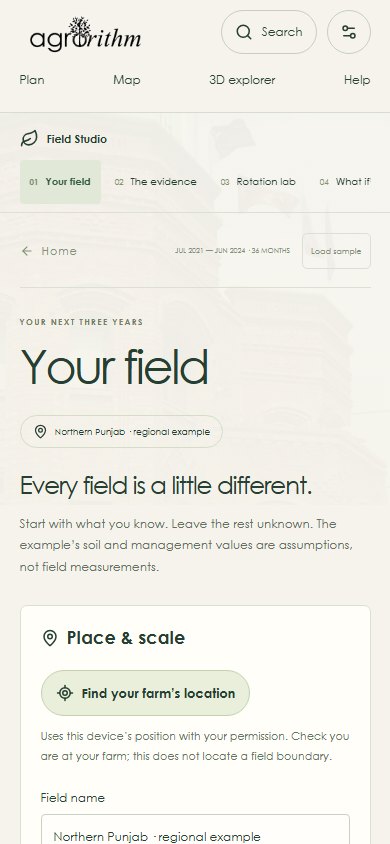 agrorithm
Search
Plan Map 3D explorer Help
Field Studio
01 Your field 02 The evidence 03 Rotation lab 04 What if
Home JUL 2021 — JUN 2024 · 36 MONTHS Load sample
YOUR NEXT THREE YEARS
Your field
Northern Punjab · regional example
Every field is a little different.
Start with what you know. Leave the rest unknown. The
example’s soil and management values are assumptions,
not field measurements.
Place & scale
Find your farm’s location
Uses this device’s position with your permission. Check you
are at your farm; this does not locate a field boundary.
Field name
Northern Punjab · regional example